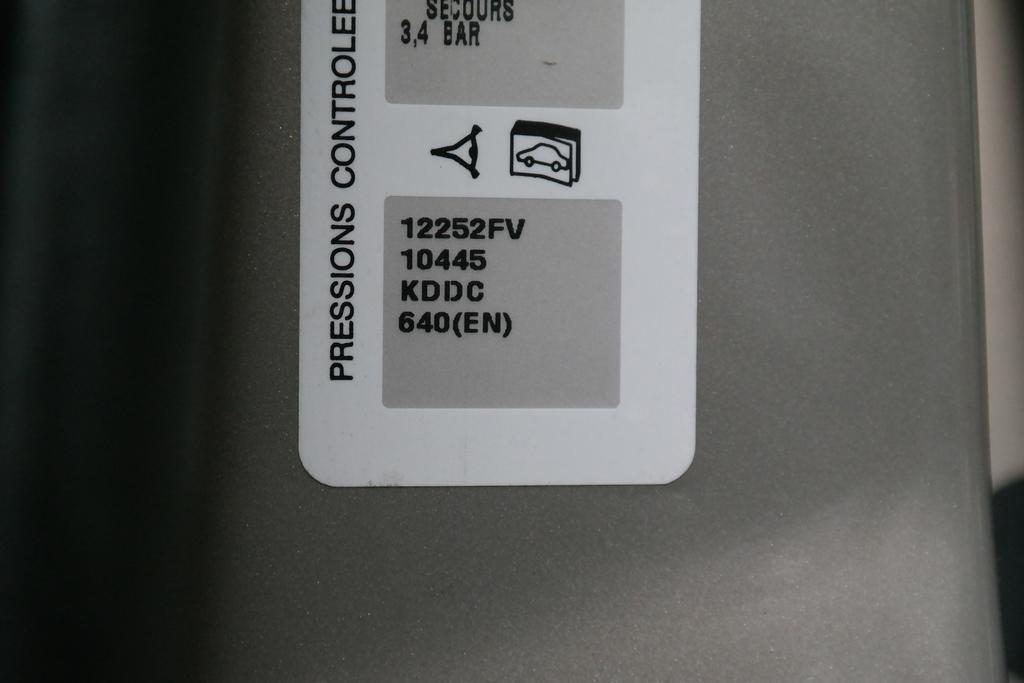 SECOURS
3,4 BAR
PRESSIONS CONTROLEE
12252FV
10445
KDDC
640(EN)